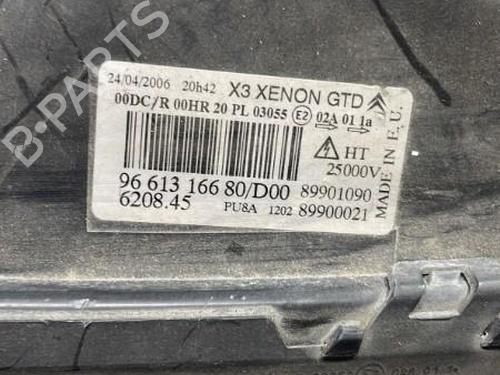 24/04/2006 20h42 X3 XENON GTD
00DC/R 00HR 20 PL 03055 E2 02A 01 1a
HT
25000V
96 613 166 80/D00 89901090
6208.45 PU8A 1202 89900021
MADE IN E.U.